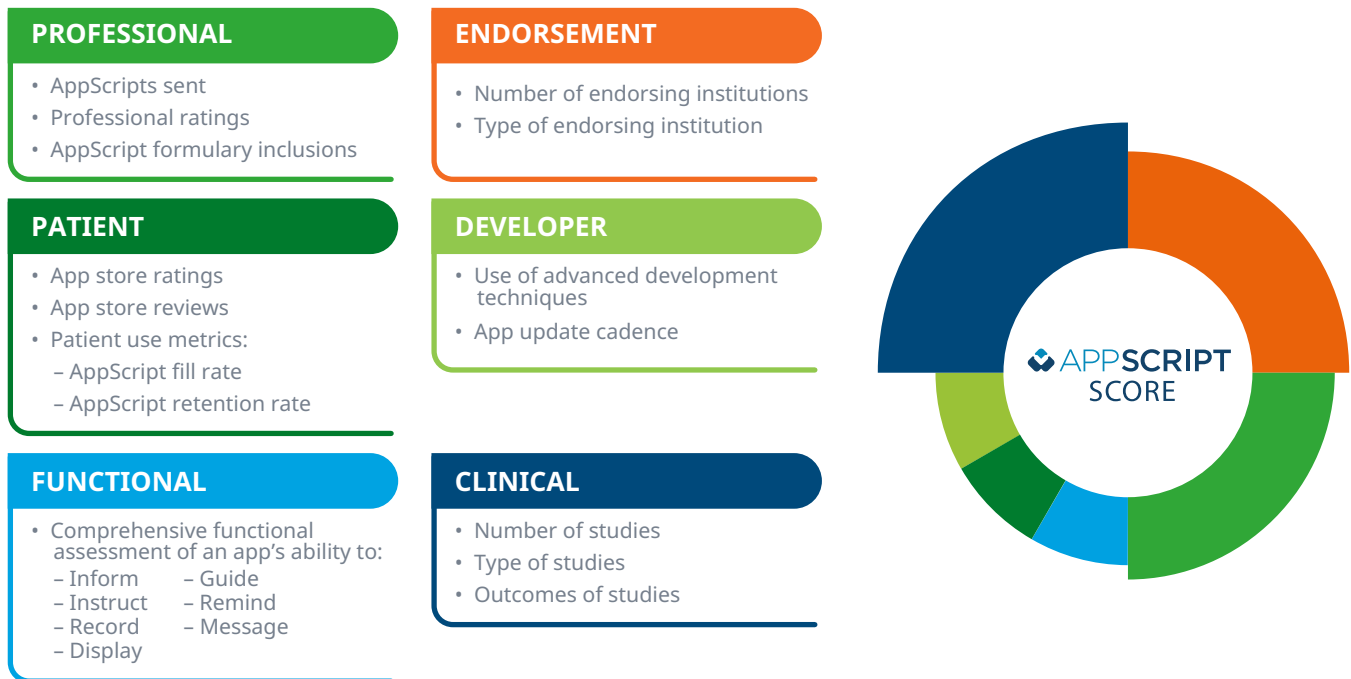 PROFESSIONAL
• AppScripts sent
• Professional ratings
• AppScript formulary inclusions
ENDORSEMENT
• Number of endorsing institutions
• Type of endorsing institution
PATIENT
• App store ratings
• App store reviews
• Patient use metrics:
– AppScript fill rate
– AppScript retention rate
DEVELOPER
• Use of advanced development
techniques
• App update cadence
FUNCTIONAL
• Comprehensive functional
assessment of an app’s ability to:
– Inform – Guide
– Instruct – Remind
– Record – Message
– Display
CLINICAL
• Number of studies
• Type of studies
• Outcomes of studies
APPSCRIPT
SCORE